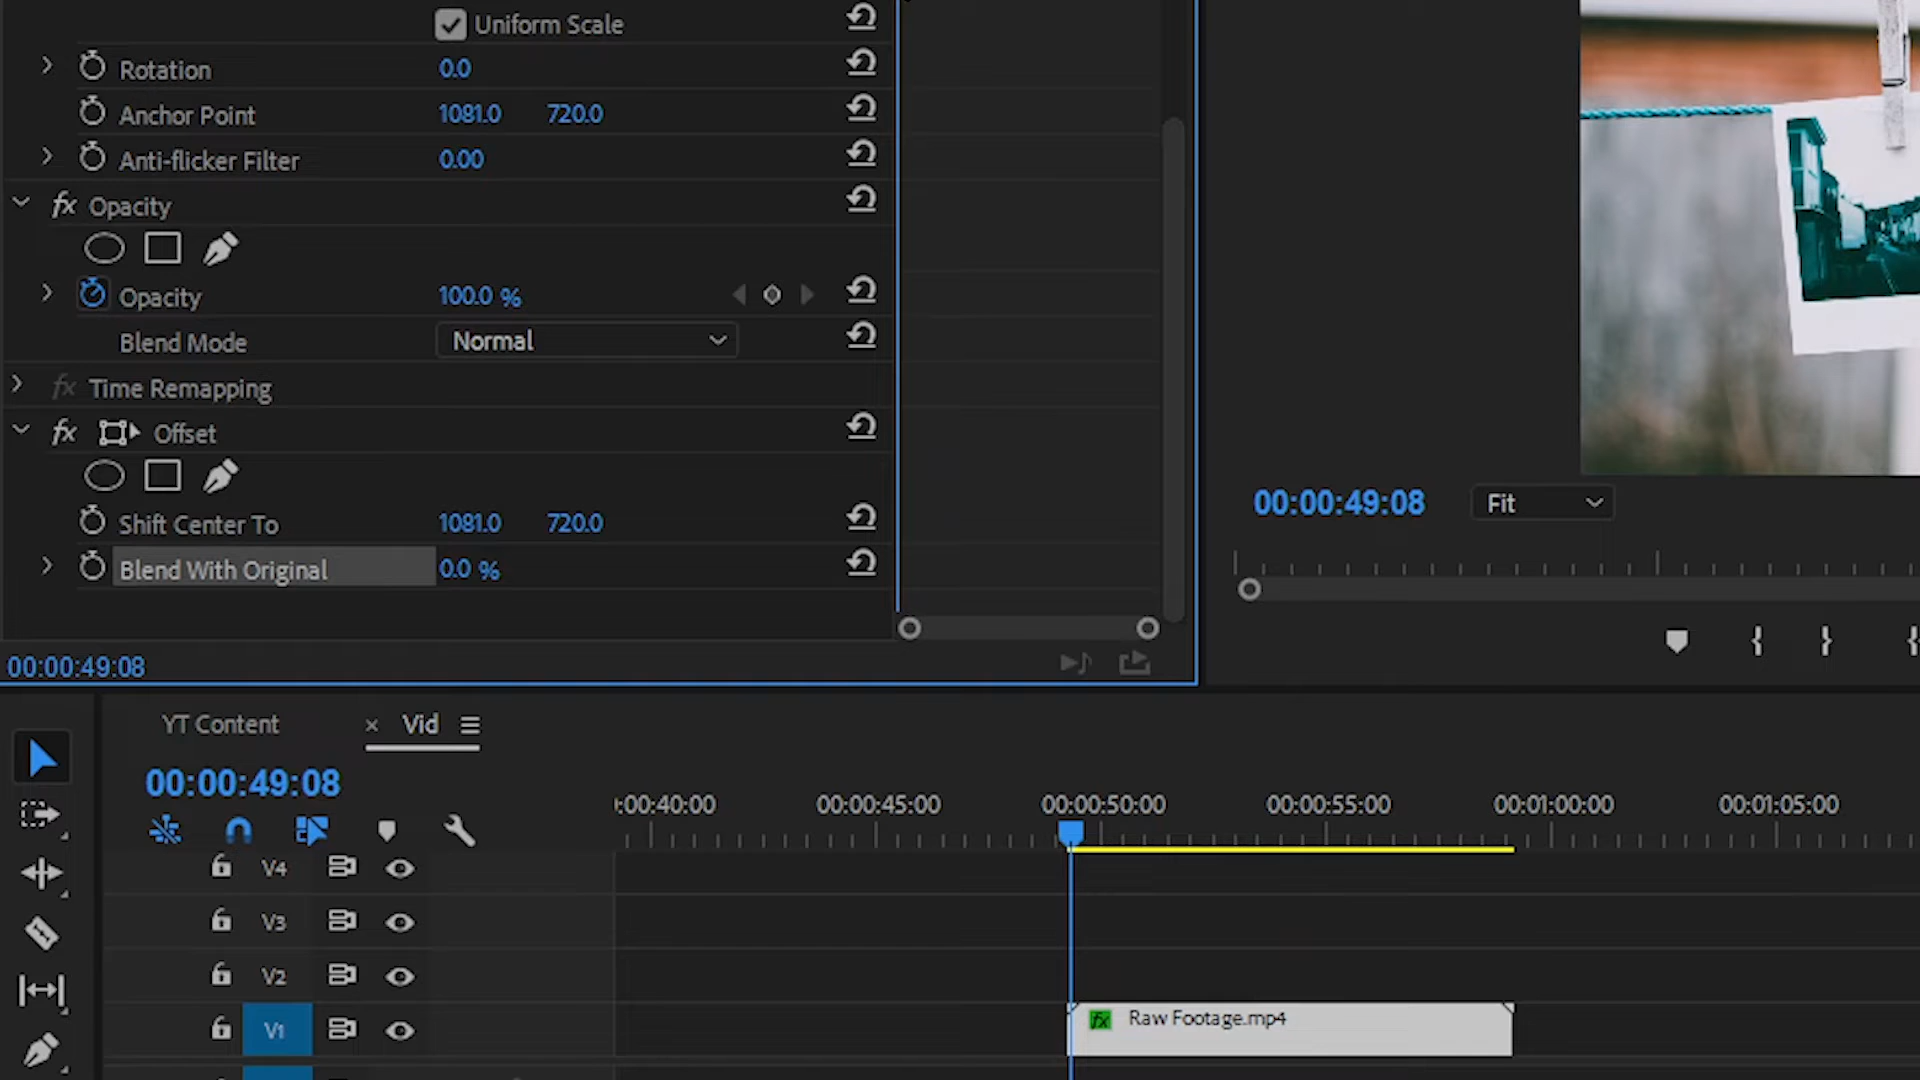 Uniform Scale
Rotation 0.0
Anchor Point 1081.0 720.0
Anti-flicker Filter 0.00
fx Opacity
Opacity 100.0 %
Blend Mode Normal
fx Time Remapping
fx Offset
Shift Center To 1081.0 720.0
Blend With Original 0.0 %
00:00:49:08
00:00:49:08 Fit
YT Content × Vid
00:00:49:08
:00:40:00 00:00:45:00 00:00:50:00 00:00:55:00 00:01:00:00 00:01:05:00
V4
V3
V2
V1
fx Raw Footage.mp4